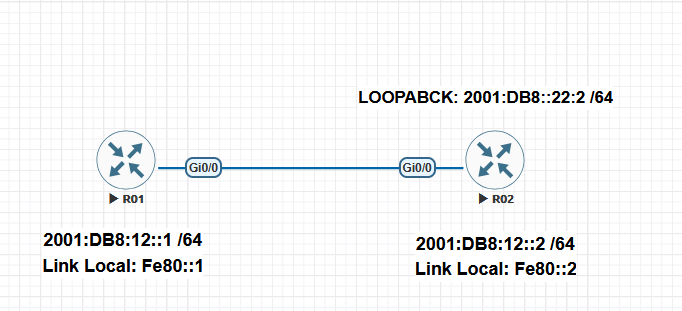 LOOPABCK: 2001:DB8::22:2 /64
Gi0/0
Gi0/0
R01
R02
2001:DB8:12::1 /64
Link Local: Fe80::1
2001:DB8:12::2 /64
Link Local: Fe80::2